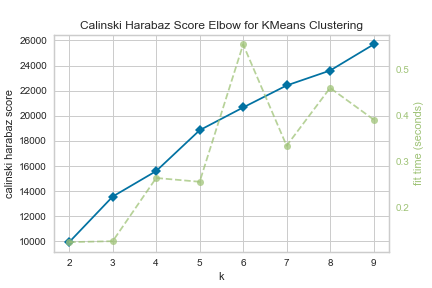 Calinski Harabaz Score Elbow for KMeans Clustering
calinski harabaz score
26000
24000
22000
20000
18000
16000
14000
12000
10000
0.5
0.4
0.3
0.2
fit time (seconds)
2 3 4 5 6 7 8 9
k